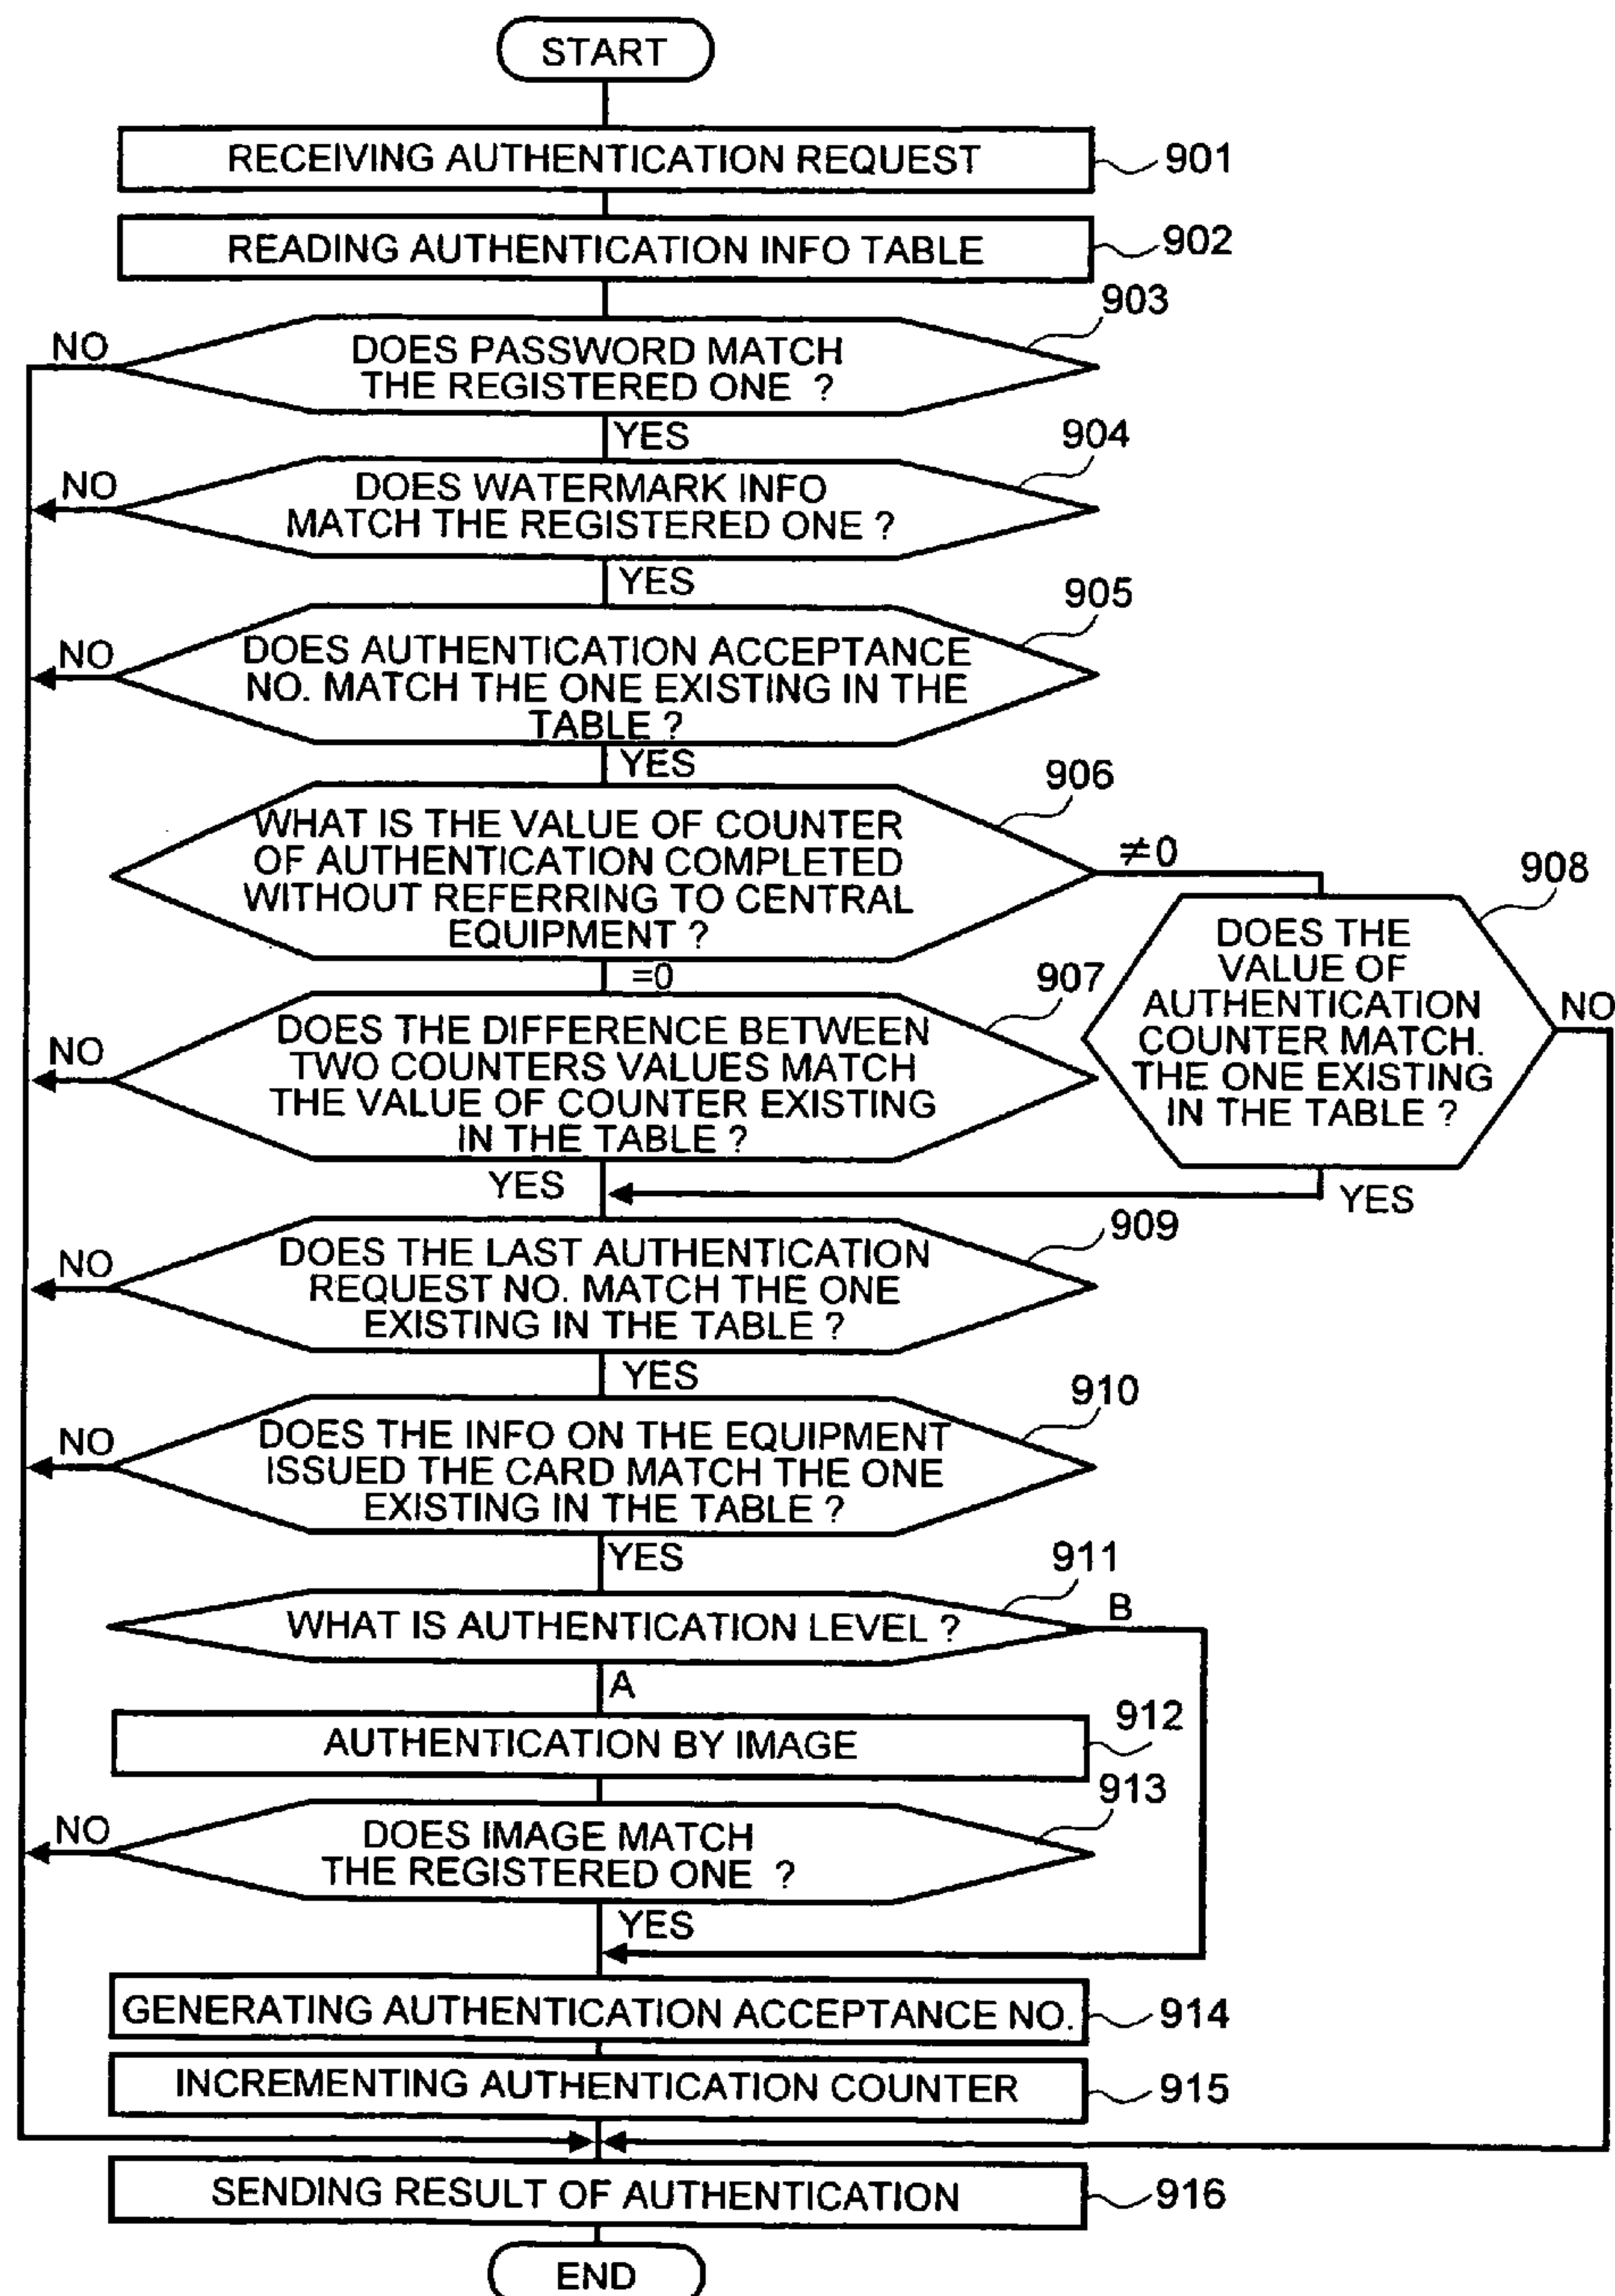 START
RECEIVING AUTHENTICATION REQUEST
901
READING AUTHENTICATION INFO TABLE
902
903
NO
DOES PASSWORD MATCH
THE REGISTERED ONE ?
YES
904
NO
DOES WATERMARK INFO
MATCH THE REGISTERED ONE ?
YES
905
NO
DOES AUTHENTICATION ACCEPTANCE
NO. MATCH THE ONE EXISTING IN THE
TABLE ?
YES
906
WHAT IS THE VALUE OF COUNTER
OF AUTHENTICATION COMPLETED
WITHOUT REFERRING TO CENTRAL
EQUIPMENT ?
≠0
=0
908
DOES THE
VALUE OF
AUTHENTICATION
COUNTER MATCH.
THE ONE EXISTING
IN THE TABLE ?
NO
YES
907
NO
DOES THE DIFFERENCE BETWEEN
TWO COUNTERS VALUES MATCH
THE VALUE OF COUNTER EXISTING
IN THE TABLE ?
YES
909
NO
DOES THE LAST AUTHENTICATION
REQUEST NO. MATCH THE ONE
EXISTING IN THE TABLE ?
YES
910
NO
DOES THE INFO ON THE EQUIPMENT
ISSUED THE CARD MATCH THE ONE
EXISTING IN THE TABLE ?
YES
911
WHAT IS AUTHENTICATION LEVEL ?
B
A
912
AUTHENTICATION BY IMAGE
913
NO
DOES IMAGE MATCH
THE REGISTERED ONE ?
YES
GENERATING AUTHENTICATION ACCEPTANCE NO.
914
INCREMENTING AUTHENTICATION COUNTER
915
SENDING RESULT OF AUTHENTICATION
916
END